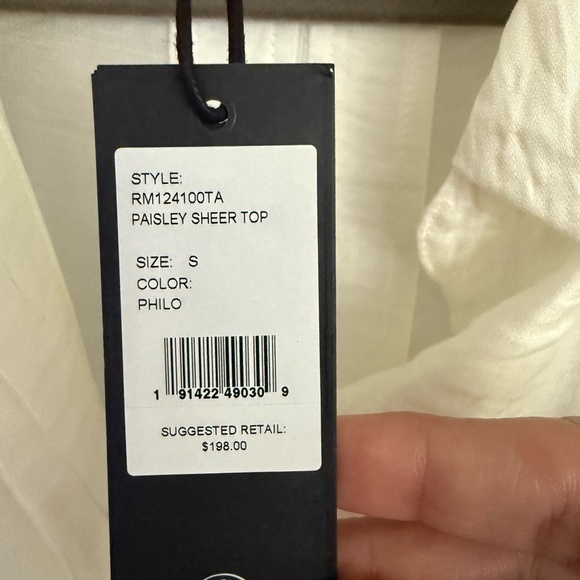 STYLE:
RM124100TA
PAISLEY SHEER TOP
SIZE: S
COLOR:
PHILO
1 91422 49030 9
SUGGESTED RETAIL:
$198.00